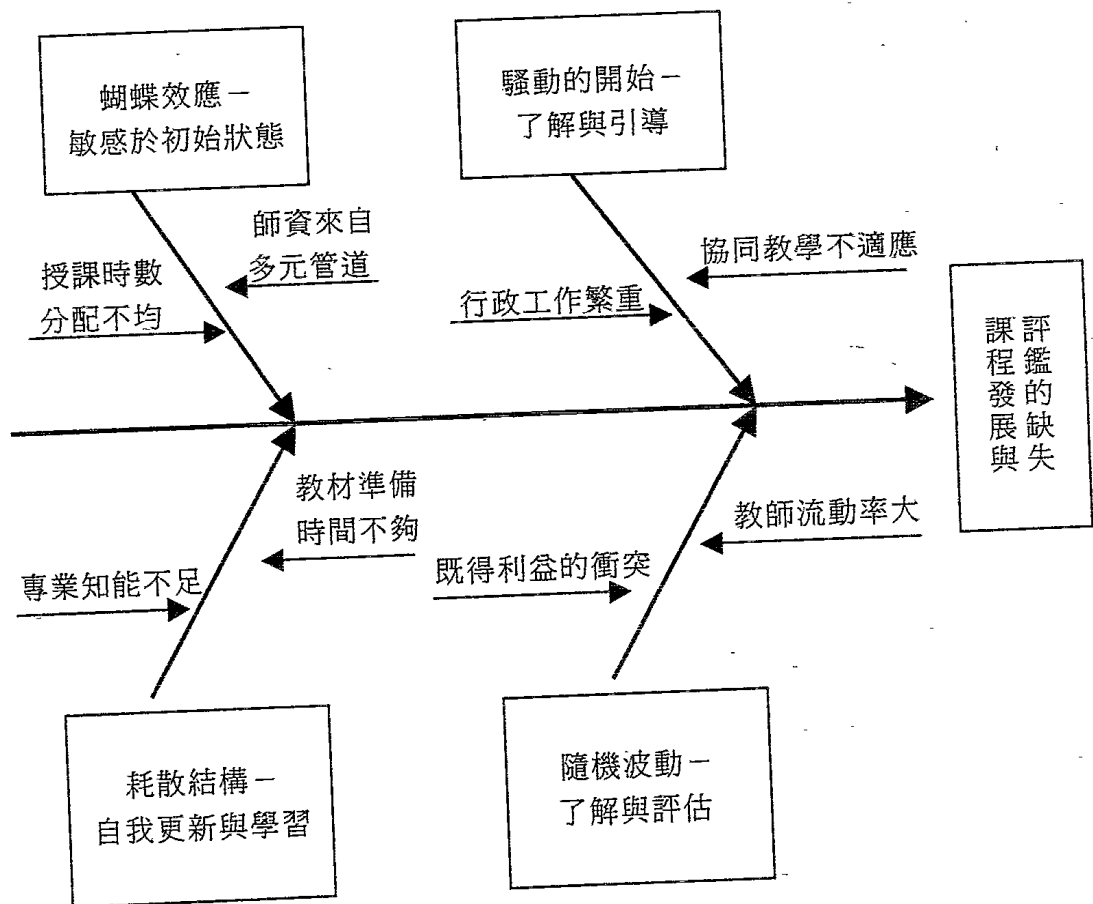 蝴蝶效應－
敏感於初始狀態
騷動的開始－
了解與引導
師資來自
多元管道
授課時數
分配不均
協同教學不適應
行政工作繁重
課程發展與
評鑑的缺失
教材準備
時間不夠
專業知能不足
教師流動率大
既得利益的衝突
耗散結構－
自我更新與學習
隨機波動－
了解與評估